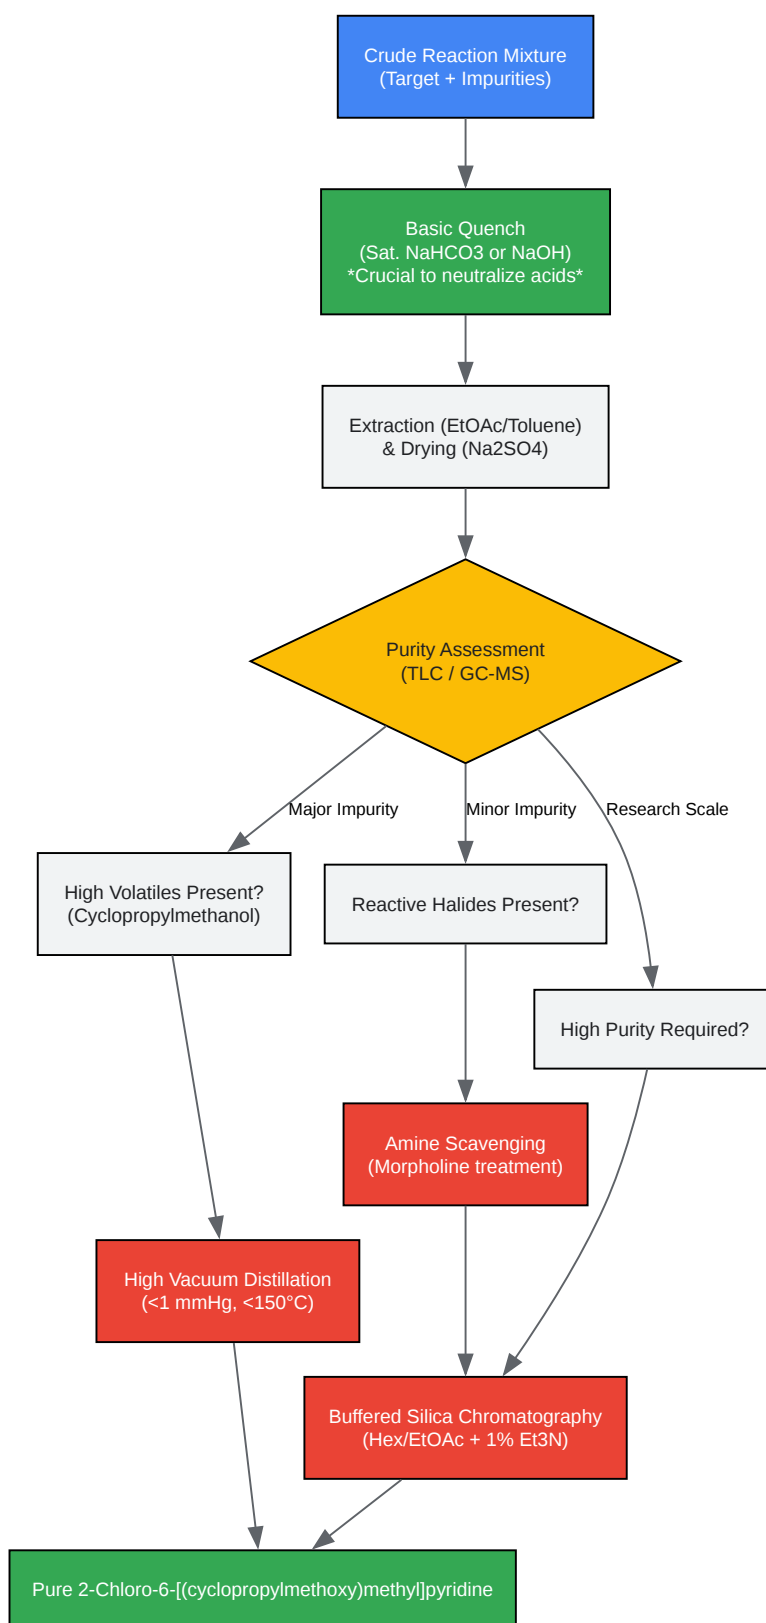 Crude Reaction Mixture
(Target + Impurities)
Basic Quench
(Sat. NaHCO3 or NaOH)
*Crucial to neutralize acids*
Extraction (EtOAc/Toluene)
& Drying (Na2SO4)
Purity Assessment
(TLC / GC-MS)
Major Impurity
Minor Impurity
Research Scale
High Volatiles Present?
(Cyclopropylmethanol)
Reactive Halides Present?
High Purity Required?
Amine Scavenging
(Morpholine treatment)
High Vacuum Distillation
(<1 mmHg, <150°C)
Buffered Silica Chromatography
(Hex/EtOAc + 1% Et3N)
Pure 2-Chloro-6-[(cyclopropylmethoxy)methyl]pyridine